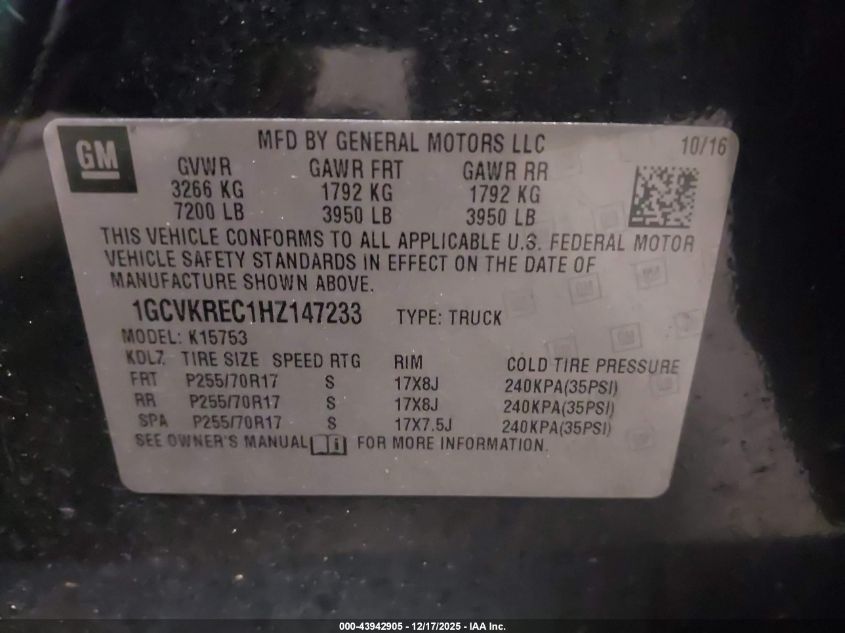 GM
MFD BY GENERAL MOTORS LLC 10/16
GVWR GAWR FRT GAWR RR
3266 KG 1792 KG 1792 KG
7200 LB 3950 LB 3950 LB
THIS VEHICLE CONFORMS TO ALL APPLICABLE U.S. FEDERAL MOTOR
VEHICLE SAFETY STANDARDS IN EFFECT ON THE DATE OF
MANUFACTURE SHOWN ABOVE.
1GCVKREC1HZ147233 TYPE: TRUCK
MODEL: K15753
KDLZ TIRE SIZE SPEED RTG RIM COLD TIRE PRESSURE
FRT P255/70R17 S 17X8J 240KPA(35PSI)
RR P255/70R17 S 17X8J 240KPA(35PSI)
SPA P255/70R17 S 17X7.5J 240KPA(35PSI)
SEE OWNER'S MANUAL FOR MORE INFORMATION.
000-43942905 - 12/17/2025 - IAA Inc.